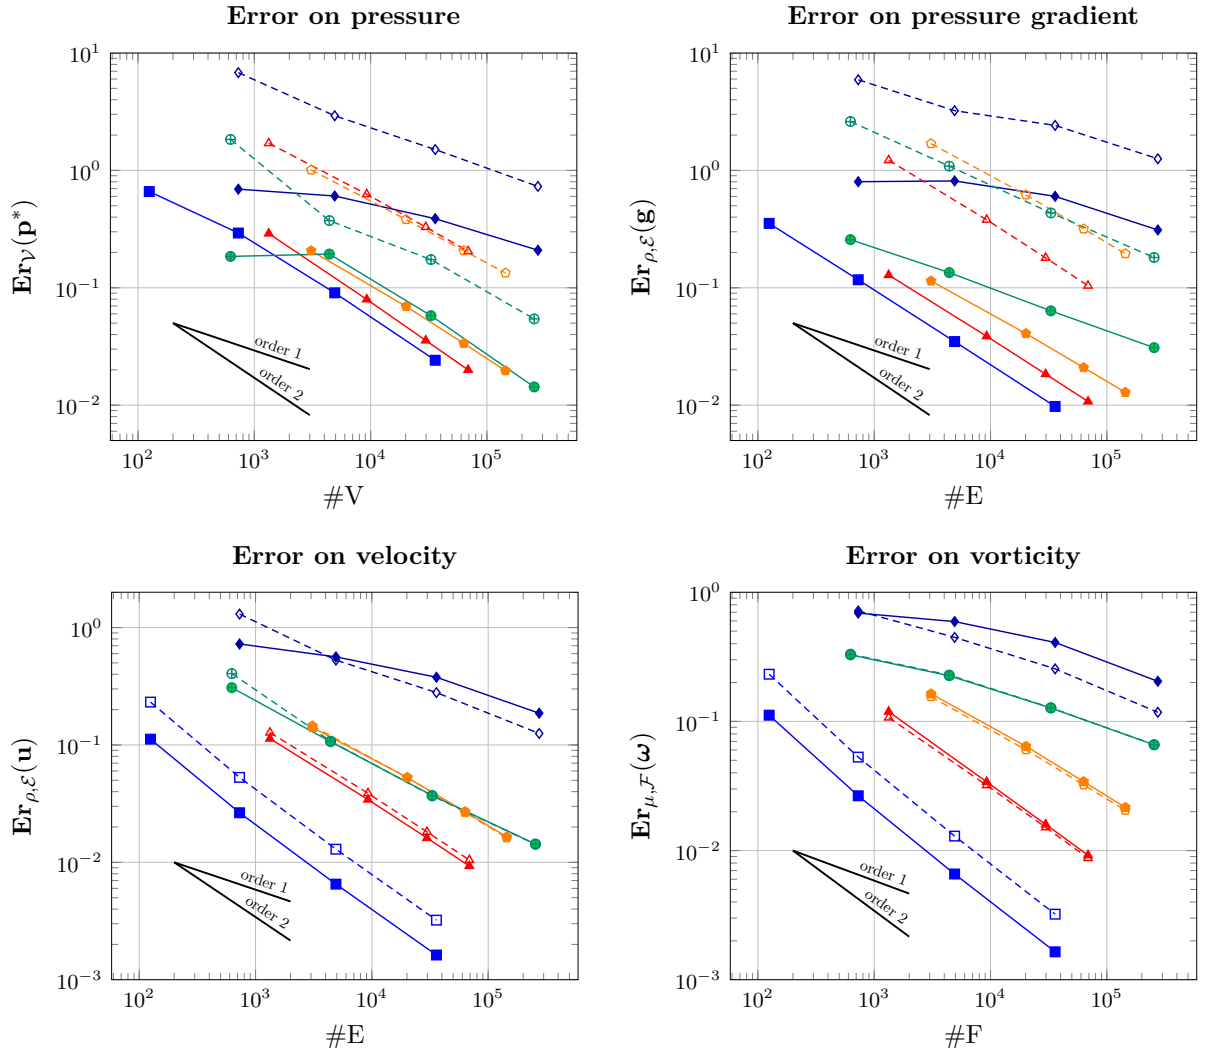 Error on pressure
10^1
10^0
10^{-1}
10^{-2}
Er_𝒱(p*)
order 1
order 2
10^2 10^3 10^4 10^5
#V
Error on pressure gradient
10^1
10^0
10^{-1}
10^{-2}
Er_{ρ,ℰ}(g)
order 1
order 2
10^2 10^3 10^4 10^5
#E
Error on velocity
10^0
10^{-1}
10^{-2}
10^{-3}
Er_{ρ,ℰ}(u)
order 1
order 2
10^2 10^3 10^4 10^5
#E
Error on vorticity
10^0
10^{-1}
10^{-2}
10^{-3}
Er_{μ,ℱ}(ω)
order 1
order 2
10^2 10^3 10^4 10^5
#F